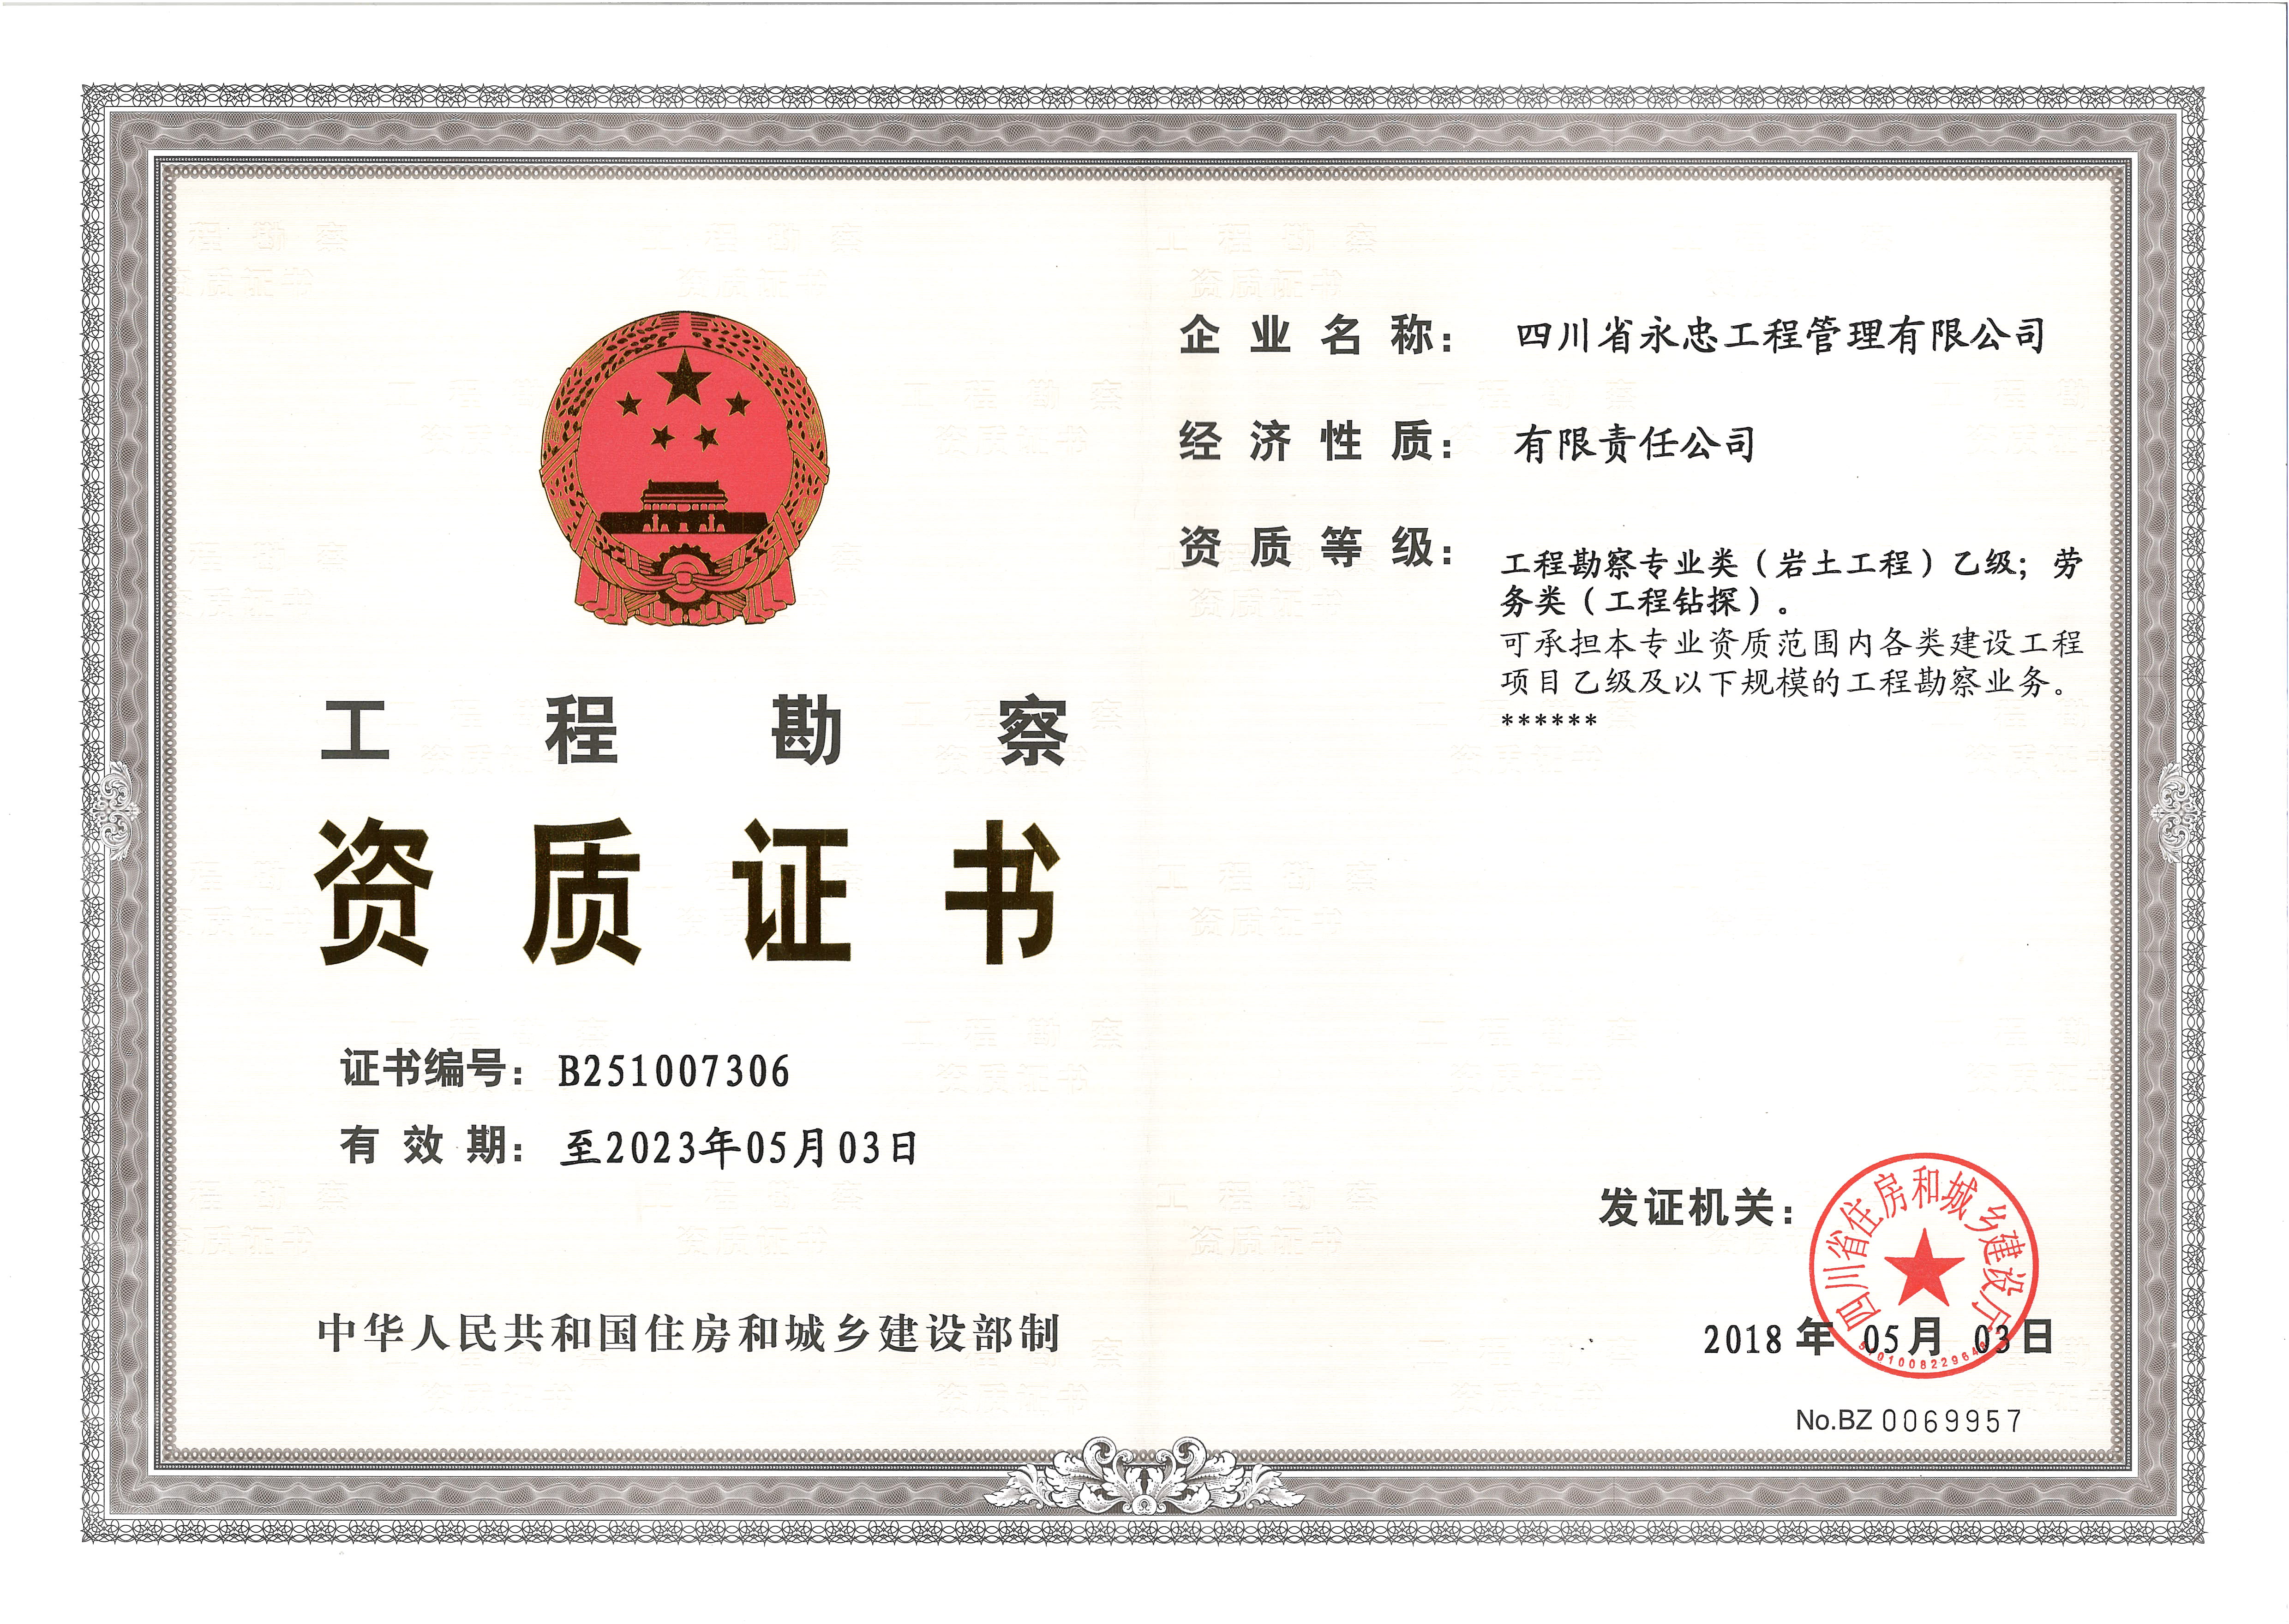 工程勘察
资质证书
证书编号：B251007306
有效期：至2023年05月03日
中华人民共和国住房和城乡建设部制
企业名称：四川省永忠工程管理有限公司
经济性质：有限责任公司
资质等级：工程勘察专业类（岩土工程）乙级；劳
务类（工程钻探）。
可承担本专业资质范围内各类建设工程
项目乙级及以下规模的工程勘察业务。
******
发证机关：
四川省住房和城乡建设厅
2018年05月03日
No.BZ 0069957